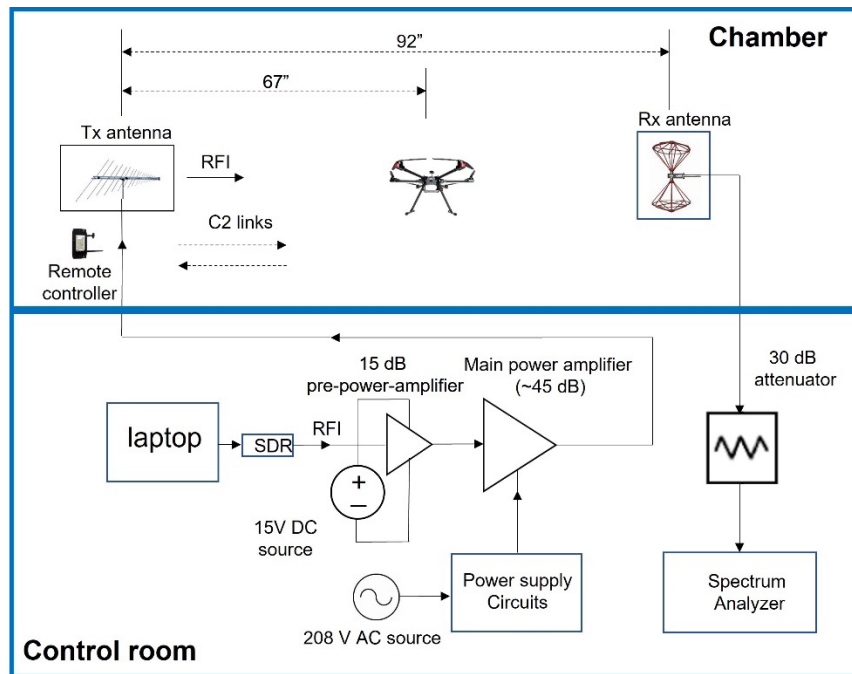 92”
Chamber
67”
Tx antenna
Rx antenna
RFI
C2 links
Remote
controller
15 dB
pre-power-amplifier
Main power amplifier
(~45 dB)
30 dB
attenuator
laptop
SDR
RFI
+
–
15V DC
source
Power supply
Circuits
Spectrum
Analyzer
208 V AC source
Control room